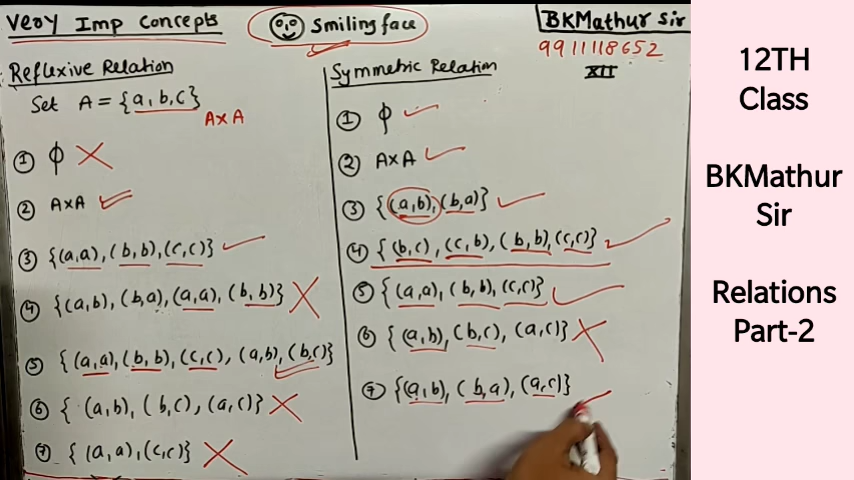 Very Imp Concepts
Smiling face
BKMathur Sir
9911118652
XII
Reflexive Relation
Set A = {a, b, c}
A×A
① ϕ
② A×A
③ {(a,a), (b,b), (c,c)}
④ {(a,b), (b,a), (a,a), (b,b)}
⑤ {(a,a), (b,b), (c,c), (a,b), (b,c)}
⑥ { (a,b), (b,c), (a,c)}
⑦ { (a,a), (c,c)}
Symmetric Relation
① ϕ
② A×A
③ {(a,b), (b,a)}
④ {(b,c), (c,b), (b,b), (c,c)}
⑤ {(a,a), (b,b), (c,c)}
⑥ {(a,b), (b,c), (a,c)}
⑦ {(a,b), (b,a), (a,c)}
12TH
Class
BKMathur
Sir
Relations
Part-2